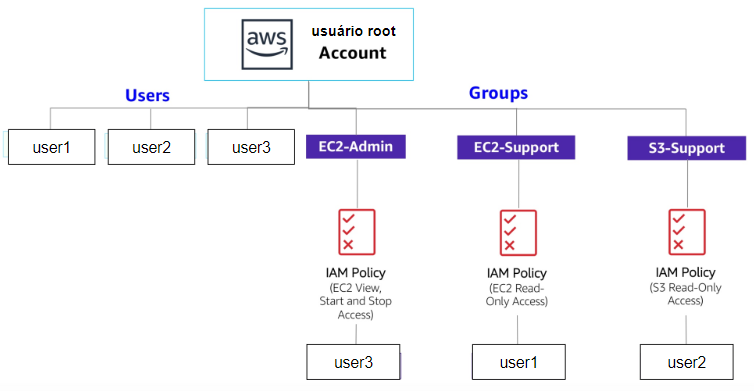 aws
usuário root
Account
Users
Groups
user1
user2
user3
EC2-Admin
EC2-Support
S3-Support
IAM Policy
(EC2 View,
Start and Stop
Access)
IAM Policy
(EC2 Read-
Only Access)
IAM Policy
(S3 Read-Only
Access)
user3
user1
user2